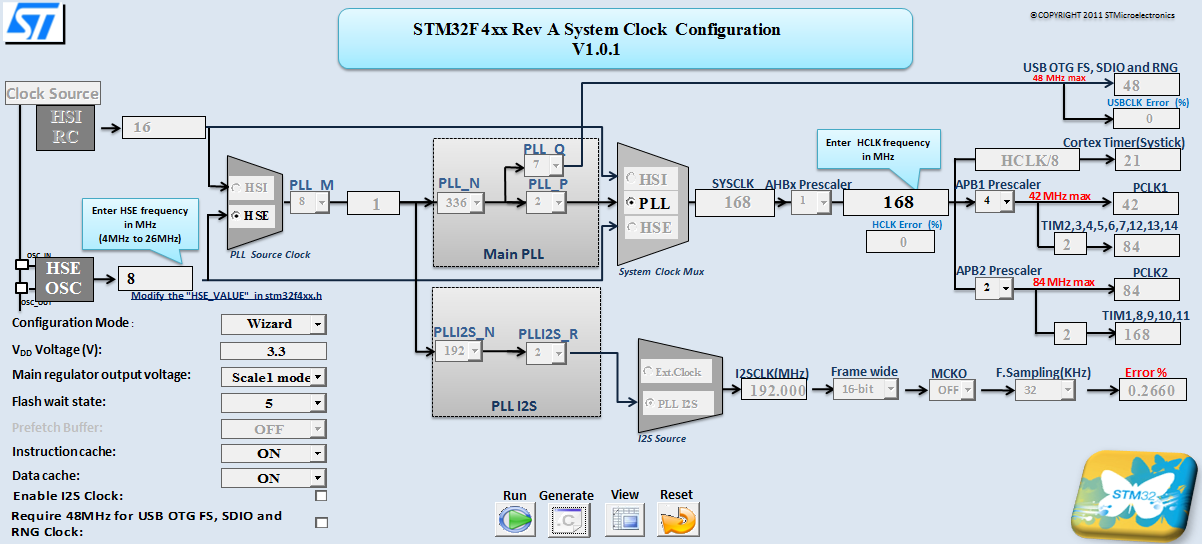 ST
©COPYRIGHT 2011 STMicroelectronics
STM32F4xx Rev A System Clock Configuration
V1.0.1
USB OTG FS, SDIO and RNG
48 MHz max
48
USBCLK Error (%)
0
Clock Source
HSI
RC
16
Cortex Timer(Systick)
HCLK/8
21
Enter HCLK frequency
in MHz
PLL_Q
7
HSI
HSE
PLL Source Clock
PLL_M
8
1
PLL_N
336
PLL_P
2
Main PLL
HSI
PLL
HSE
System Clock Mux
SYSCLK
168
AHBx Prescaler
1
168
HCLK Error (%)
0
APB1 Prescaler
4
42 MHz max
PCLK1
42
TIM2,3,4,5,6,7,12,13,14
2
84
APB2 Prescaler
2
84 MHz max
PCLK2
84
TIM1,8,9,10,11
2
168
Enter HSE frequency
in MHz
(4MHz to 26MHz)
OSC_IN
HSE
OSC
OSC_OUT
8
Modify the "HSE_VALUE" in stm32f4xx.h
PLLI2S_N
192
PLLI2S_R
2
PLL I2S
Ext.Clock
PLL I2S
I2S Source
I2SCLK(MHz)
192.000
Frame wide
16-bit
MCKO
OFF
F.Sampling(KHz)
32
Error %
0.2660
Configuration Mode :
Wizard
VDD Voltage (V):
3.3
Main regulator output voltage:
Scale1 mode
Flash wait state:
5
Prefetch Buffer:
OFF
Instruction cache:
ON
Data cache:
ON
Enable I2S Clock:
Require 48MHz for USB OTG FS, SDIO and
RNG Clock:
Run
Generate
View
Reset
.C
STM32